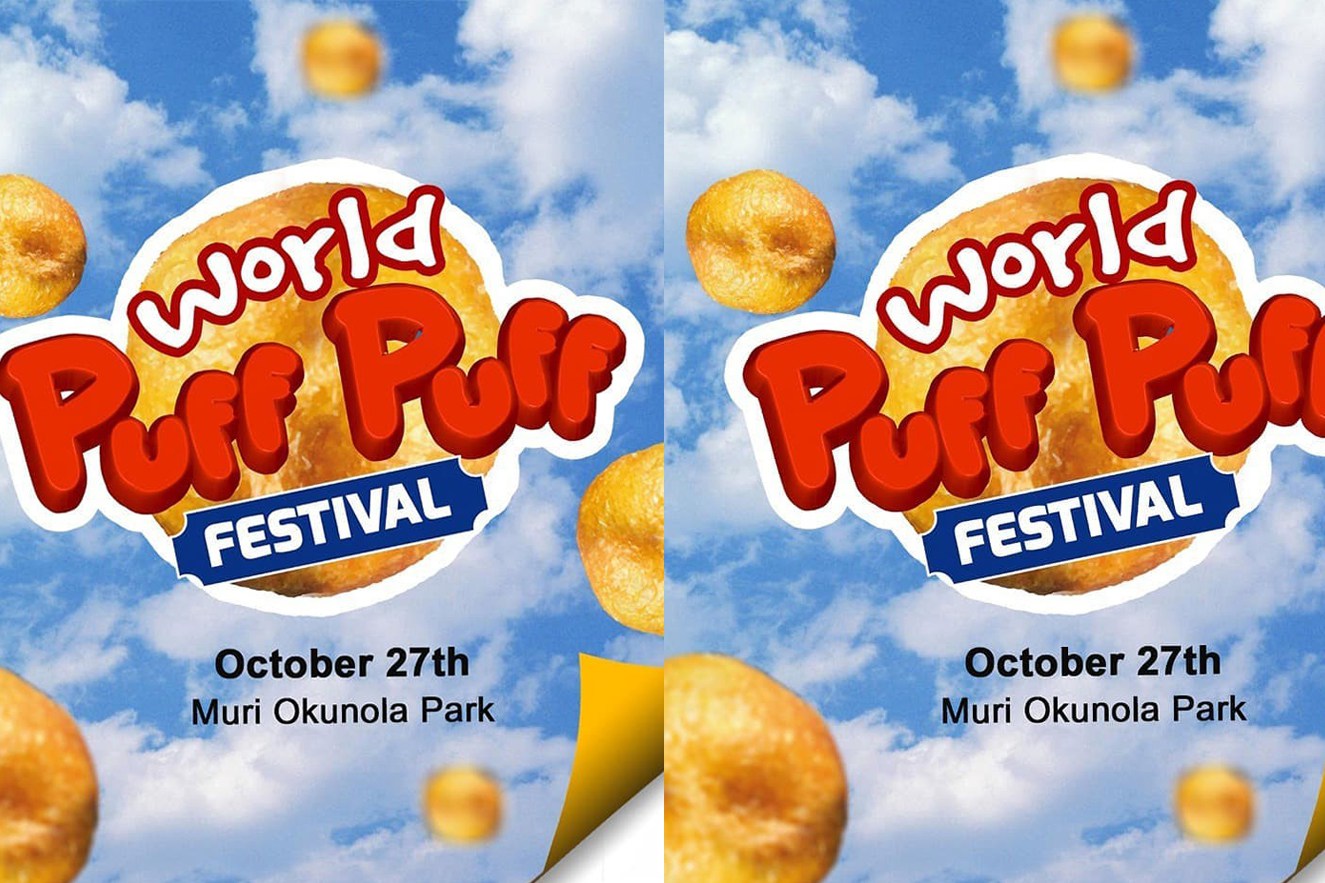 World
Puff Puff
FESTIVAL
October 27th
Muri Okunola Park
World
Puff Puff
FESTIVAL
October 27th
Muri Okunola Park